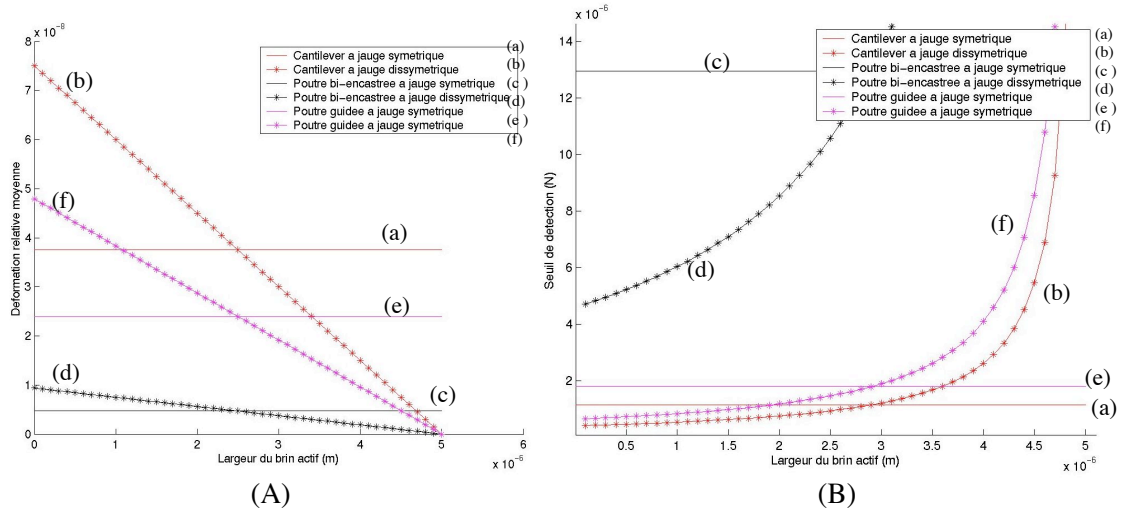 x 10⁻⁸
8
7
6
5
4
3
2
1
0
0 1 2 3 4 5 6
x 10⁻⁶
Deformation relative moyenne
Largeur du brin actif (m)
Cantilever a jauge symetrique (a)
Cantilever a jauge dissymetrique (b)
Poutre bi-encastree a jauge symetrique (c )
Poutre bi-encastree a jauge dissymetrique (d)
Poutre guidee a jauge symetrique (e )
Poutre guidee a jauge symetrique (f)
(b)
(f)
(a)
(e)
(d)
(c)
(A)
x 10⁻⁶
14
12
10
8
6
4
2
0.5 1 1.5 2 2.5 3 3.5 4 4.5 5
x 10⁻⁶
Seuil de detection (N)
Largeur du brin actif (m)
Cantilever a jauge symetrique (a)
Cantilever a jauge dissymetrique (b)
Poutre bi-encastree a jauge symetrique (c )
Poutre bi-encastree a jauge dissymetrique (d)
Poutre guidee a jauge symetrique (e )
Poutre guidee a jauge symetrique (f)
(c)
(d)
(f)
(b)
(e)
(a)
(B)